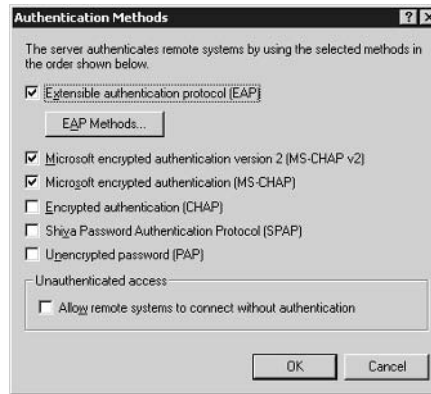 Authentication Methods
The server authenticates remote systems by using the selected methods in
the order shown below.
Extensible authentication protocol (EAP)
EAP Methods...
Microsoft encrypted authentication version 2 (MS-CHAP v2)
Microsoft encrypted authentication (MS-CHAP)
Encrypted authentication (CHAP)
Shiva Password Authentication Protocol (SPAP)
Unencrypted password (PAP)
Unauthenticated access
Allow remote systems to connect without authentication
OK
Cancel